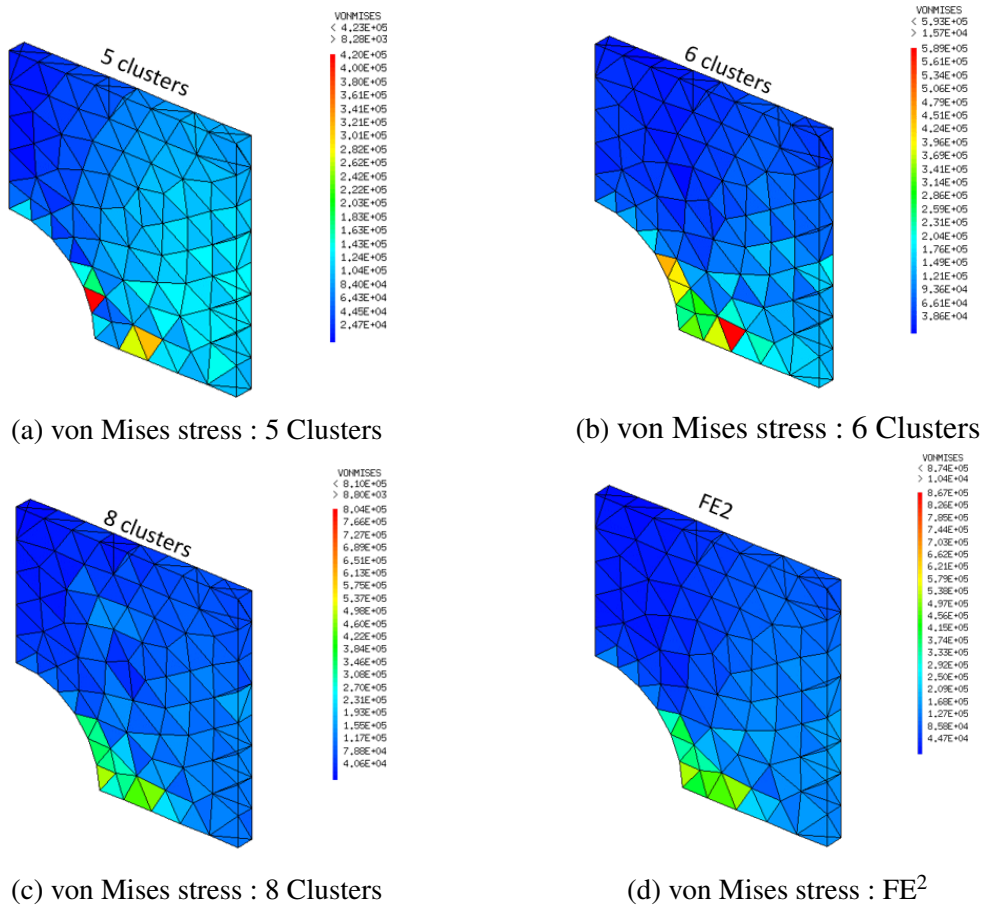 VONMISES
< 4.23E+05
> 8.28E+03
4.20E+05
4.00E+05
3.80E+05
3.61E+05
3.41E+05
3.21E+05
3.01E+05
2.82E+05
2.62E+05
2.42E+05
2.22E+05
2.03E+05
1.83E+05
1.63E+05
1.43E+05
1.24E+05
1.04E+05
8.40E+04
6.43E+04
4.45E+04
2.47E+04
5 clusters
(a) von Mises stress : 5 Clusters
VONMISES
< 5.93E+05
> 1.57E+04
5.89E+05
5.61E+05
5.34E+05
5.06E+05
4.79E+05
4.51E+05
4.24E+05
3.96E+05
3.69E+05
3.41E+05
3.14E+05
2.86E+05
2.59E+05
2.31E+05
2.04E+05
1.76E+05
1.49E+05
1.21E+05
9.36E+04
6.61E+04
3.86E+04
6 clusters
(b) von Mises stress : 6 Clusters
VONMISES
< 8.10E+05
> 8.80E+03
8.04E+05
7.66E+05
7.27E+05
6.89E+05
6.51E+05
6.13E+05
5.75E+05
5.37E+05
4.98E+05
4.60E+05
4.22E+05
3.84E+05
3.46E+05
3.08E+05
2.70E+05
2.31E+05
1.93E+05
1.55E+05
1.17E+05
7.88E+04
4.06E+04
8 clusters
(c) von Mises stress : 8 Clusters
VONMISES
< 8.74E+05
> 1.04E+04
8.67E+05
8.26E+05
7.85E+05
7.44E+05
7.03E+05
6.62E+05
6.21E+05
5.79E+05
5.38E+05
4.97E+05
4.56E+05
4.15E+05
3.74E+05
3.33E+05
2.92E+05
2.50E+05
2.09E+05
1.68E+05
1.27E+05
8.58E+04
4.47E+04
FE2
(d) von Mises stress : FE²